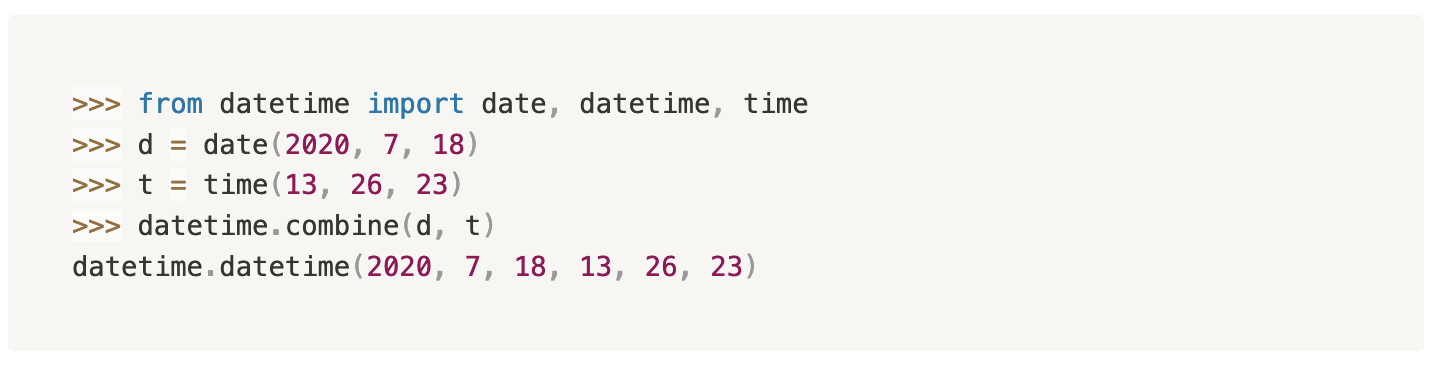 >>> from datetime import date, datetime, time
>>> d = date(2020, 7, 18)
>>> t = time(13, 26, 23)
>>> datetime.combine(d, t)
datetime.datetime(2020, 7, 18, 13, 26, 23)